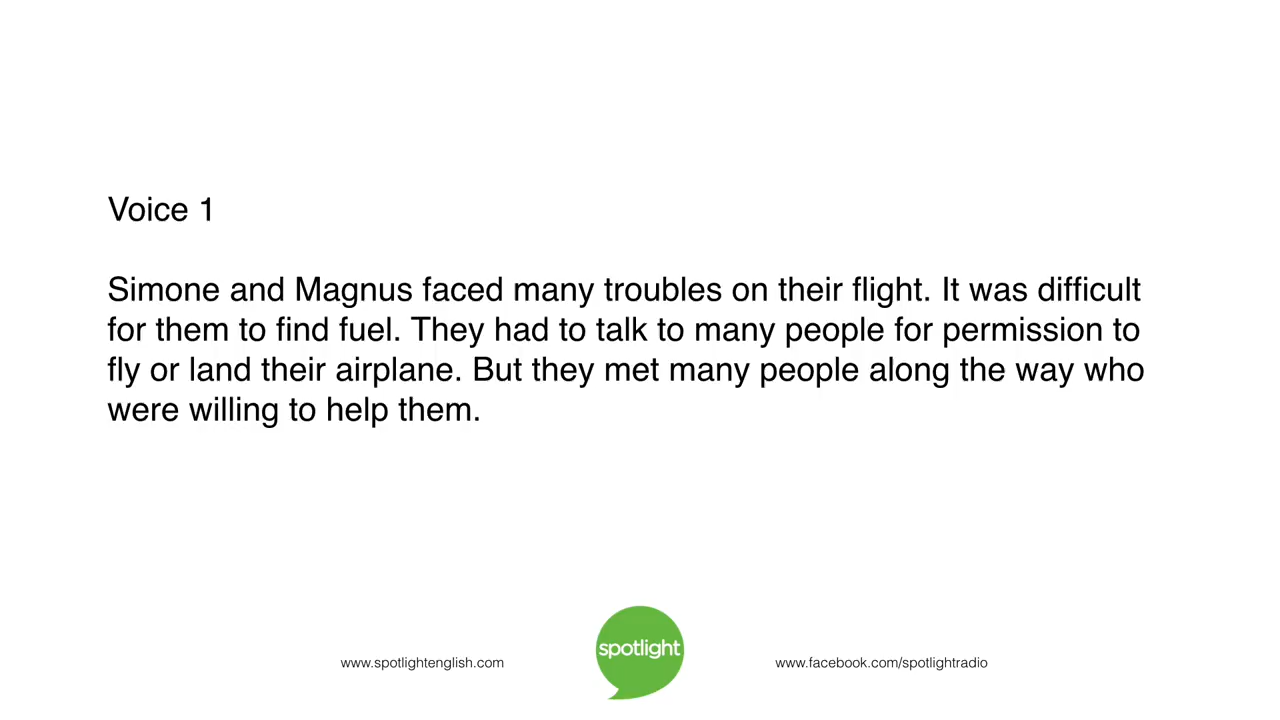 Voice 1
Simone and Magnus faced many troubles on their flight. It was difficult
for them to find fuel. They had to talk to many people for permission to
fly or land their airplane. But they met many people along the way who
were willing to help them.
www.spotlightenglish.com
spotlight
www.facebook.com/spotlightradio